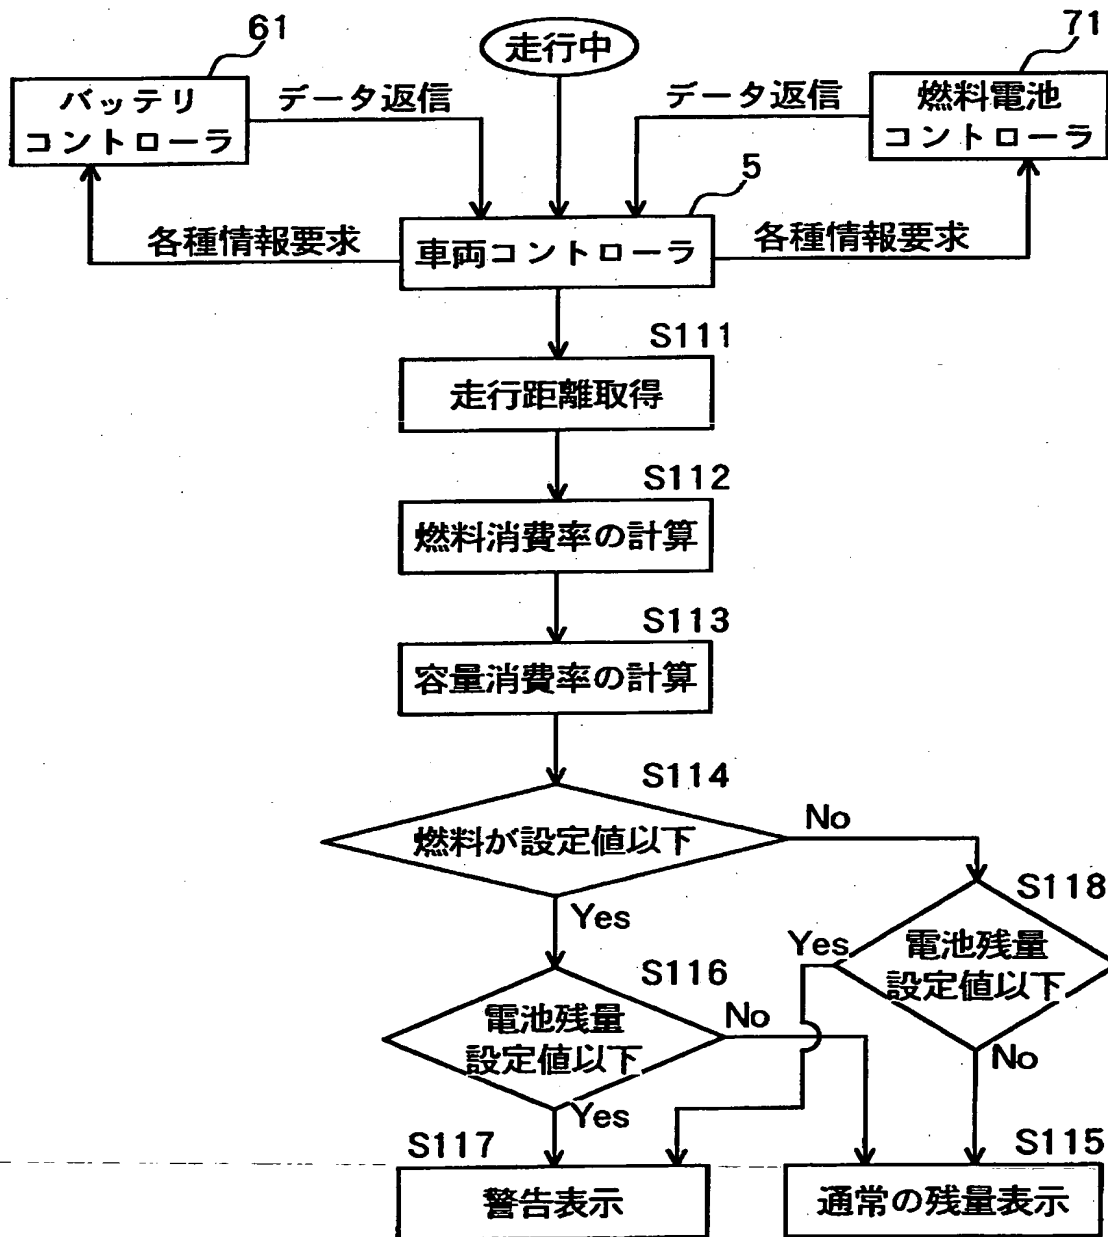 61
走行中
71
バッテリ
コントローラ
データ返信
データ返信
燃料電池
コントローラ
5
各種情報要求
車両コントローラ
各種情報要求
S111
走行距離取得
S112
燃料消費率の計算
S113
容量消費率の計算
S114
燃料が設定値以下
No
Yes
S118
電池残量
設定値以下
Yes
No
S116
電池残量
設定値以下
No
Yes
S117
警告表示
S115
通常の残量表示